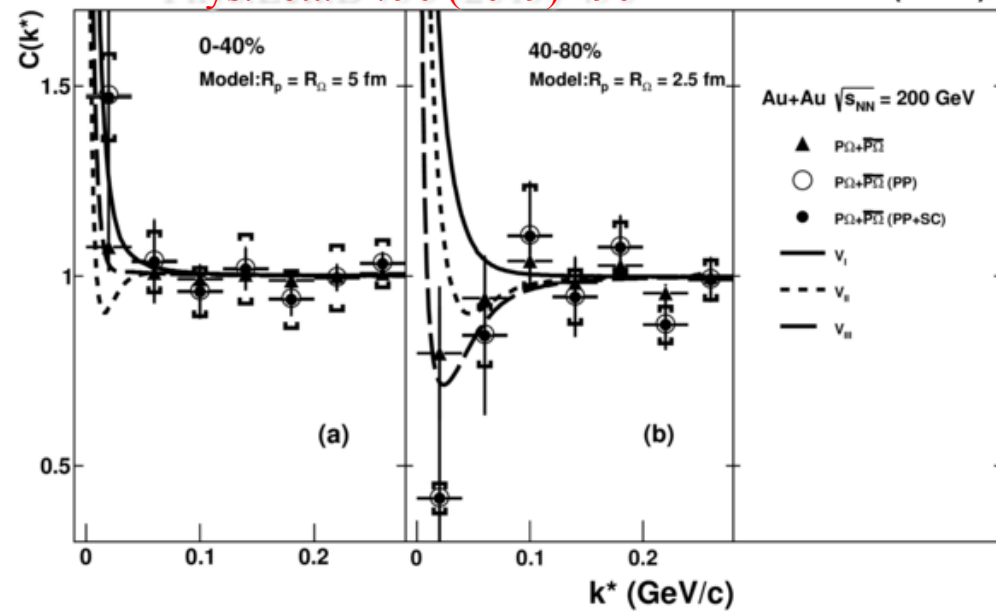 C(k*)
1.5
1
0.5
0-40%
Model:Rₚ = R_Ω = 5 fm
(a)
0
0.1
0.2
40-80%
Model:Rₚ = R_Ω = 2.5 fm
(b)
0
0.1
0.2
k* (GeV/c)
Au+Au √s_NN = 200 GeV
PΩ+P̅Ω̅
PΩ+P̅Ω̅ (PP)
PΩ+P̅Ω̅ (PP+SC)
V_I
V_II
V_III